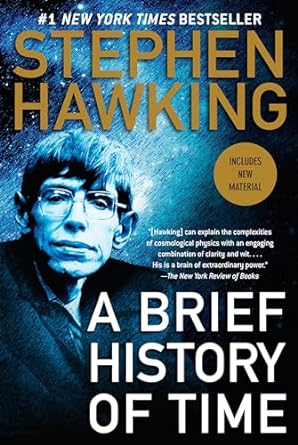 #1 NEW YORK TIMES BESTSELLER
STEPHEN
HAWKING
INCLUDES
NEW
MATERIAL
"[Hawking] can explain the complexities
of cosmological physics with an engaging
combination of clarity and wit. . . .
His is a brain of extraordinary power."
—The New York Review of Books
A BRIEF
HISTORY
OF TIME